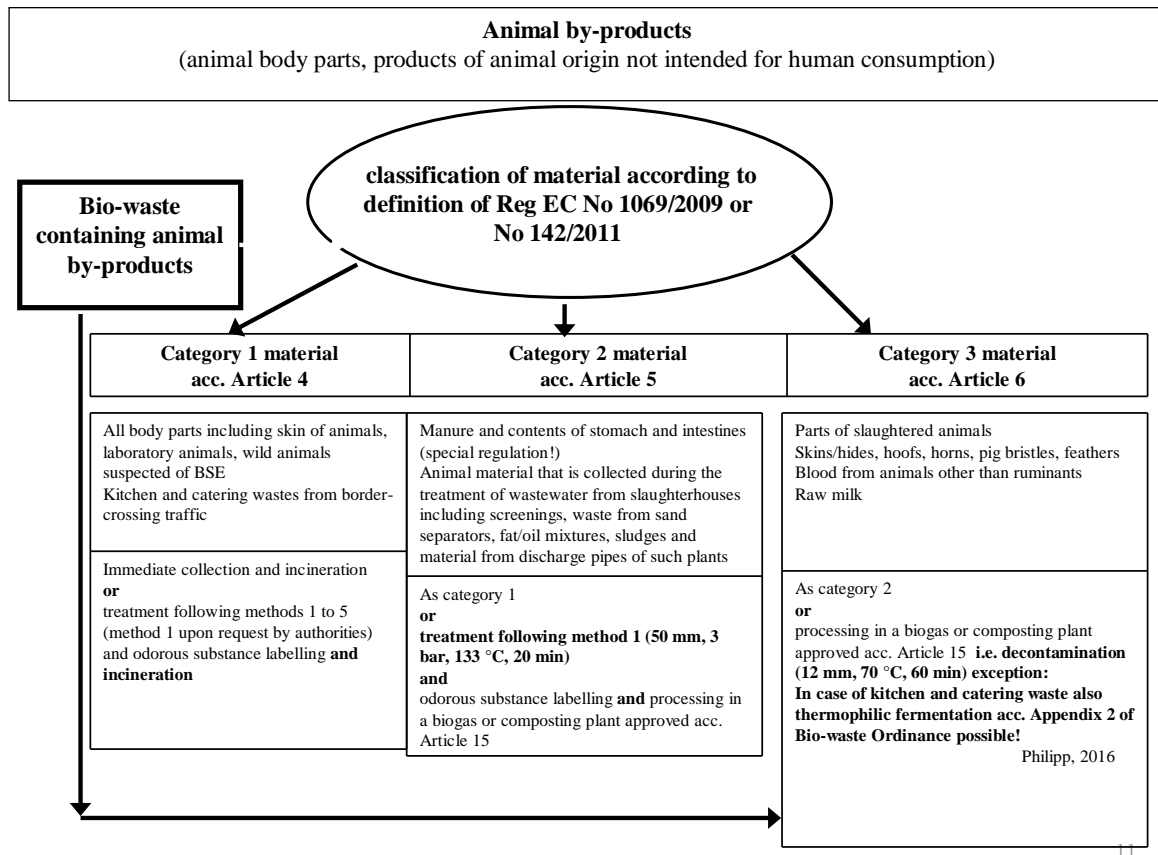 Animal by-products
(animal body parts, products of animal origin not intended for human consumption)
classification of material according to
definition of Reg EC No 1069/2009 or
No 142/2011
Bio-waste
containing animal
by-products
Category 1 material
acc. Article 4
Category 2 material
acc. Article 5
Category 3 material
acc. Article 6
All body parts including skin of animals,
laboratory animals, wild animals
suspected of BSE
Kitchen and catering wastes from border-
crossing traffic
Manure and contents of stomach and intestines
(special regulation!)
Animal material that is collected during the
treatment of wastewater from slaughterhouses
including screenings, waste from sand
separators, fat/oil mixtures, sludges and
material from discharge pipes of such plants
Parts of slaughtered animals
Skins/hides, hoofs, horns, pig bristles, feathers
Blood from animals other than ruminants
Raw milk
Immediate collection and incineration
or
treatment following methods 1 to 5
(method 1 upon request by authorities)
and odorous substance labelling and
incineration
As category 1
or
treatment following method 1 (50 mm, 3
bar, 133 °C, 20 min)
and
odorous substance labelling and processing in
a biogas or composting plant approved acc.
Article 15
As category 2
or
processing in a biogas or composting plant
approved acc. Article 15 i.e. decontamination
(12 mm, 70 °C, 60 min) exception:
In case of kitchen and catering waste also
thermophilic fermentation acc. Appendix 2 of
Bio-waste Ordinance possible!
Philipp, 2016
11